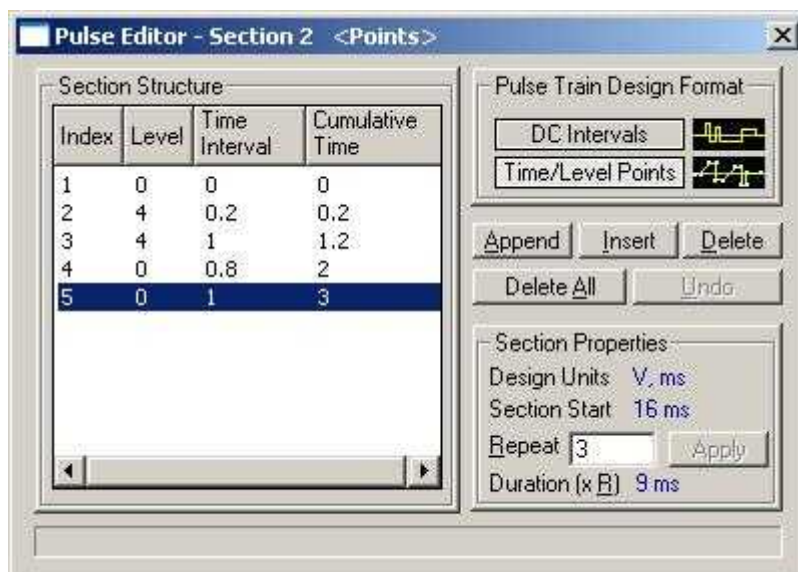 Pulse Editor - Section 2 <Points>
Section Structure
Index Level Time Interval Cumulative Time
1 0 0 0
2 4 0.2 0.2
3 4 1 1.2
4 0 0.8 2
5 0 1 3
Pulse Train Design Format
DC Intervals
Time/Level Points
Append Insert Delete
Delete All Undo
Section Properties
Design Units V, ms
Section Start 16 ms
Repeat 3 Apply
Duration (x R) 9 ms